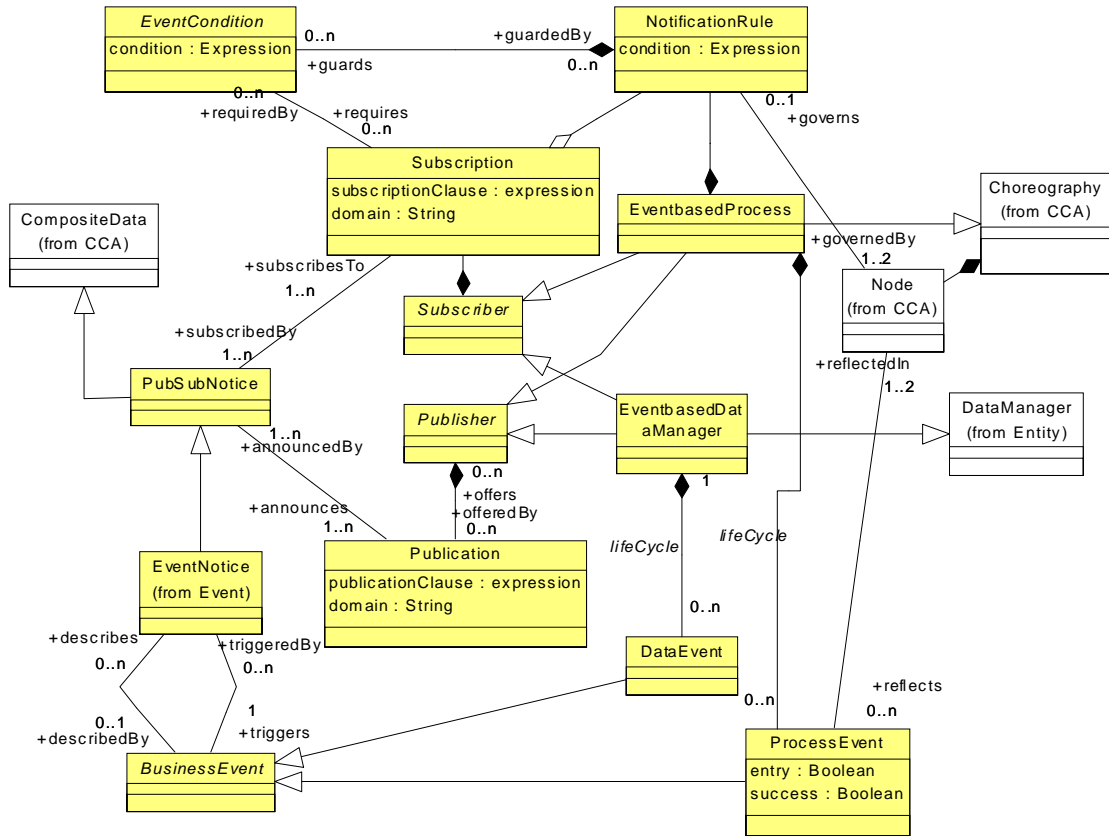 EventCondition
condition : Expression
0..n
+guards
+guardedBy
0..n
NotificationRule
condition : Expression
0..n
+requiredBy
+requires
0..n
0..1
+governs
Subscription
subscriptionClause : expression
domain : String
EventbasedProcess
Choreography
(from CCA)
CompositeData
(from CCA)
+governedBy
1..2
+subscribesTo
1..n
Node
(from CCA)
Subscriber
+subscribedBy
1..n
+reflectedIn
1..2
PubSubNotice
Publisher
EventbasedDat
aManager
DataManager
(from Entity)
1..n
+announcedBy
0..n
1
+offers
+offeredBy
0..n
+announces
1..n
lifeCycle
lifeCycle
Publication
publicationClause : expression
domain : String
EventNotice
(from Event)
0..n
+describes
0..n
+triggeredBy
0..n
DataEvent
0..n
+reflects
0..n
0..1
+describedBy
1
+triggers
BusinessEvent
ProcessEvent
entry : Boolean
success : Boolean